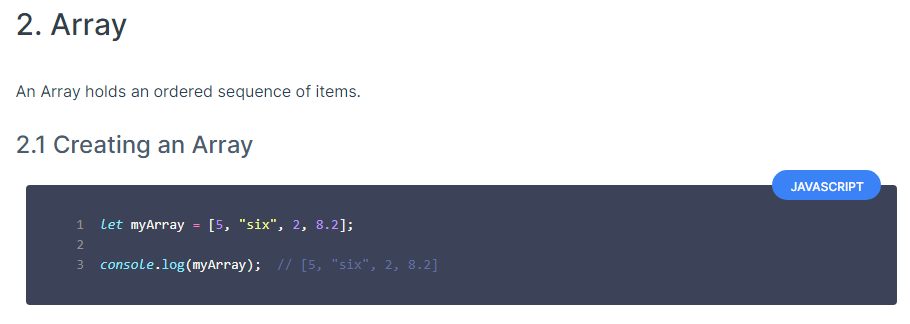 2. Array
An Array holds an ordered sequence of items.
2.1 Creating an Array
JAVASCRIPT
1 let myArray = [5, "six", 2, 8.2];
2
3 console.log(myArray);  // [5, "six", 2, 8.2]